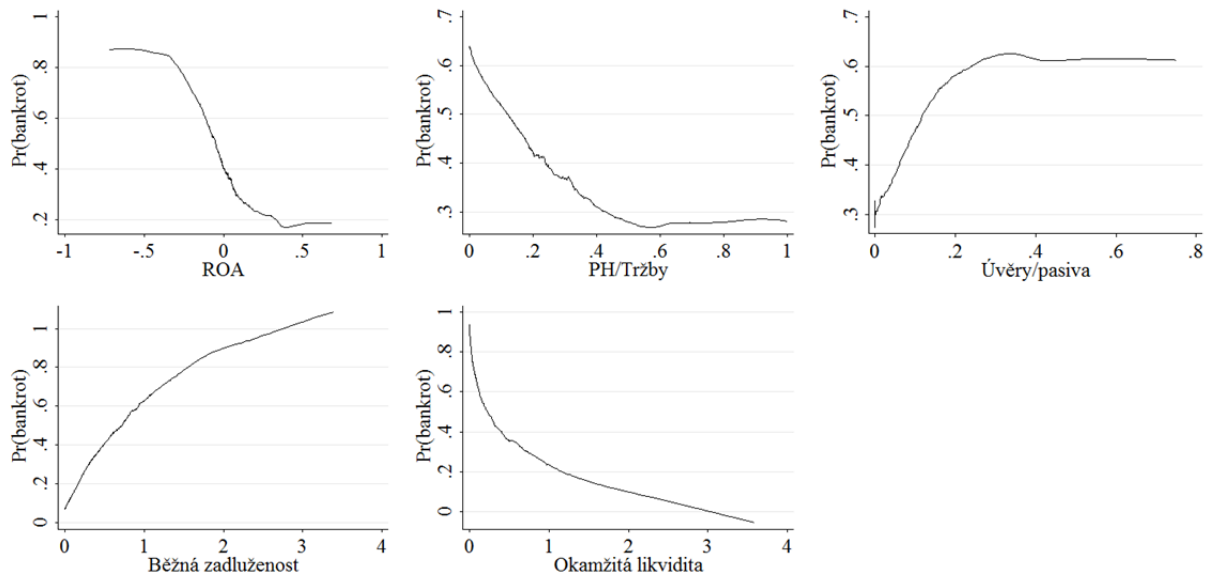 Pr(bankrot)
1
.8
.6
.4
.2
-1 -.5 0 .5 1
ROA
Pr(bankrot)
.7
.6
.5
.4
.3
0 .2 .4 .6 .8 1
PH/Tržby
Pr(bankrot)
.7
.6
.5
.4
.3
0 .2 .4 .6 .8
Úvěry/pasiva
Pr(bankrot)
1
.8
.6
.4
.2
0
0 1 2 3 4
Běžná zadluženost
Pr(bankrot)
1
.8
.6
.4
.2
0
0 1 2 3 4
Okamžitá likvidita